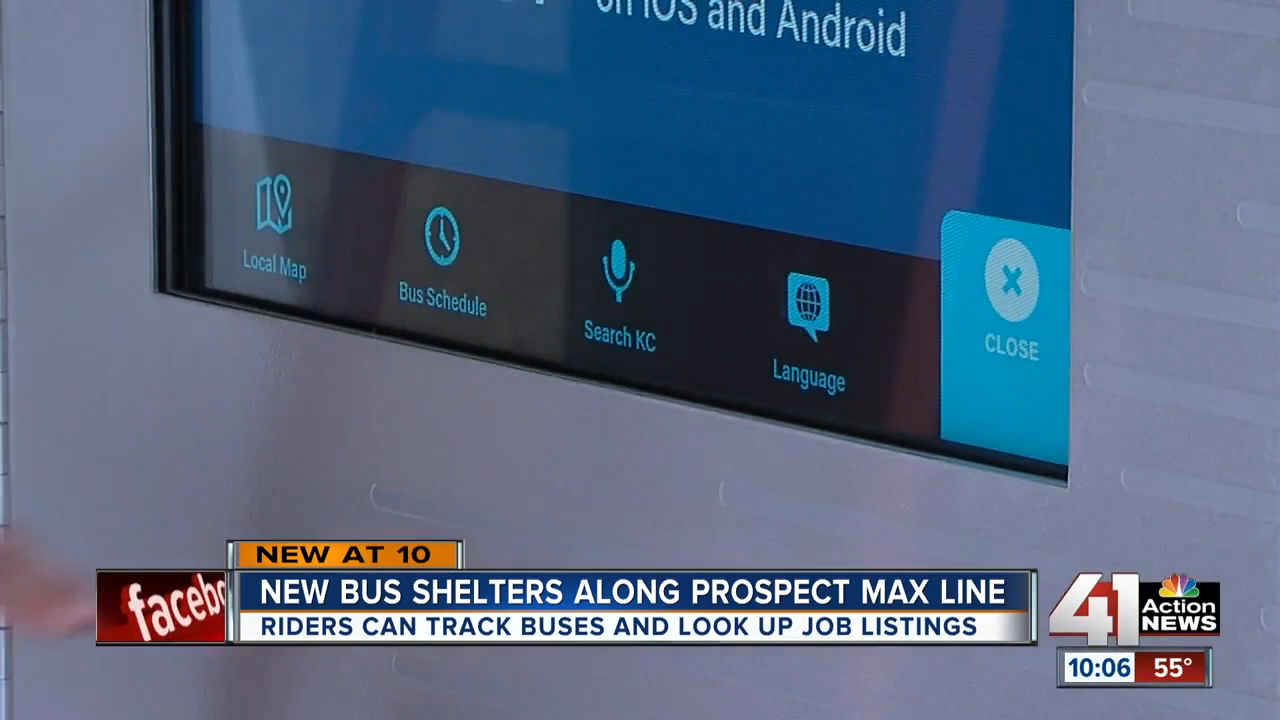 on iOS and Android
Local Map
Bus Schedule
Search KC
Language
CLOSE
NEW AT 10
faceb
NEW BUS SHELTERS ALONG PROSPECT MAX LINE
RIDERS CAN TRACK BUSES AND LOOK UP JOB LISTINGS
41
Action
NEWS
10:06 55°